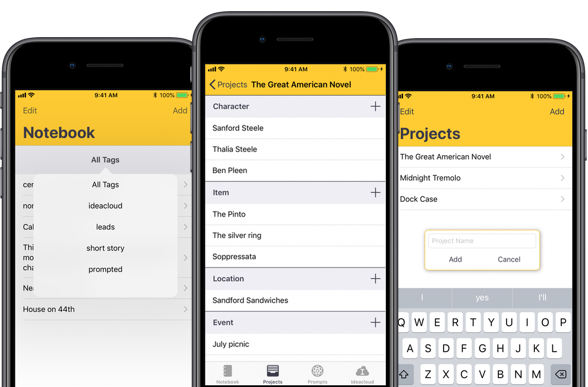 9:41 AM
100%
Edit
Add
Notebook
All Tags
All Tags
ideacloud
leads
short story
prompted
cer
nor
Cal
This
mo
cha
Nea
House on 44th
9:41 AM
100%
Projects
The Great American Novel
Character
Sanford Steele
Thalia Steele
Ben Pleen
Item
The Pinto
The silver ring
Soppressata
Location
Sandford Sandwiches
Event
July picnic
Notebook
Projects
Prompts
Ideacloud
9:41 AM
100%
Edit
Add
Projects
The Great American Novel
Midnight Tremolo
Dock Case
Project Name
Add
Cancel
I
yes
I'll
Q W E R T Y U I O P
A S D F G H J K L
Z X C V B N M